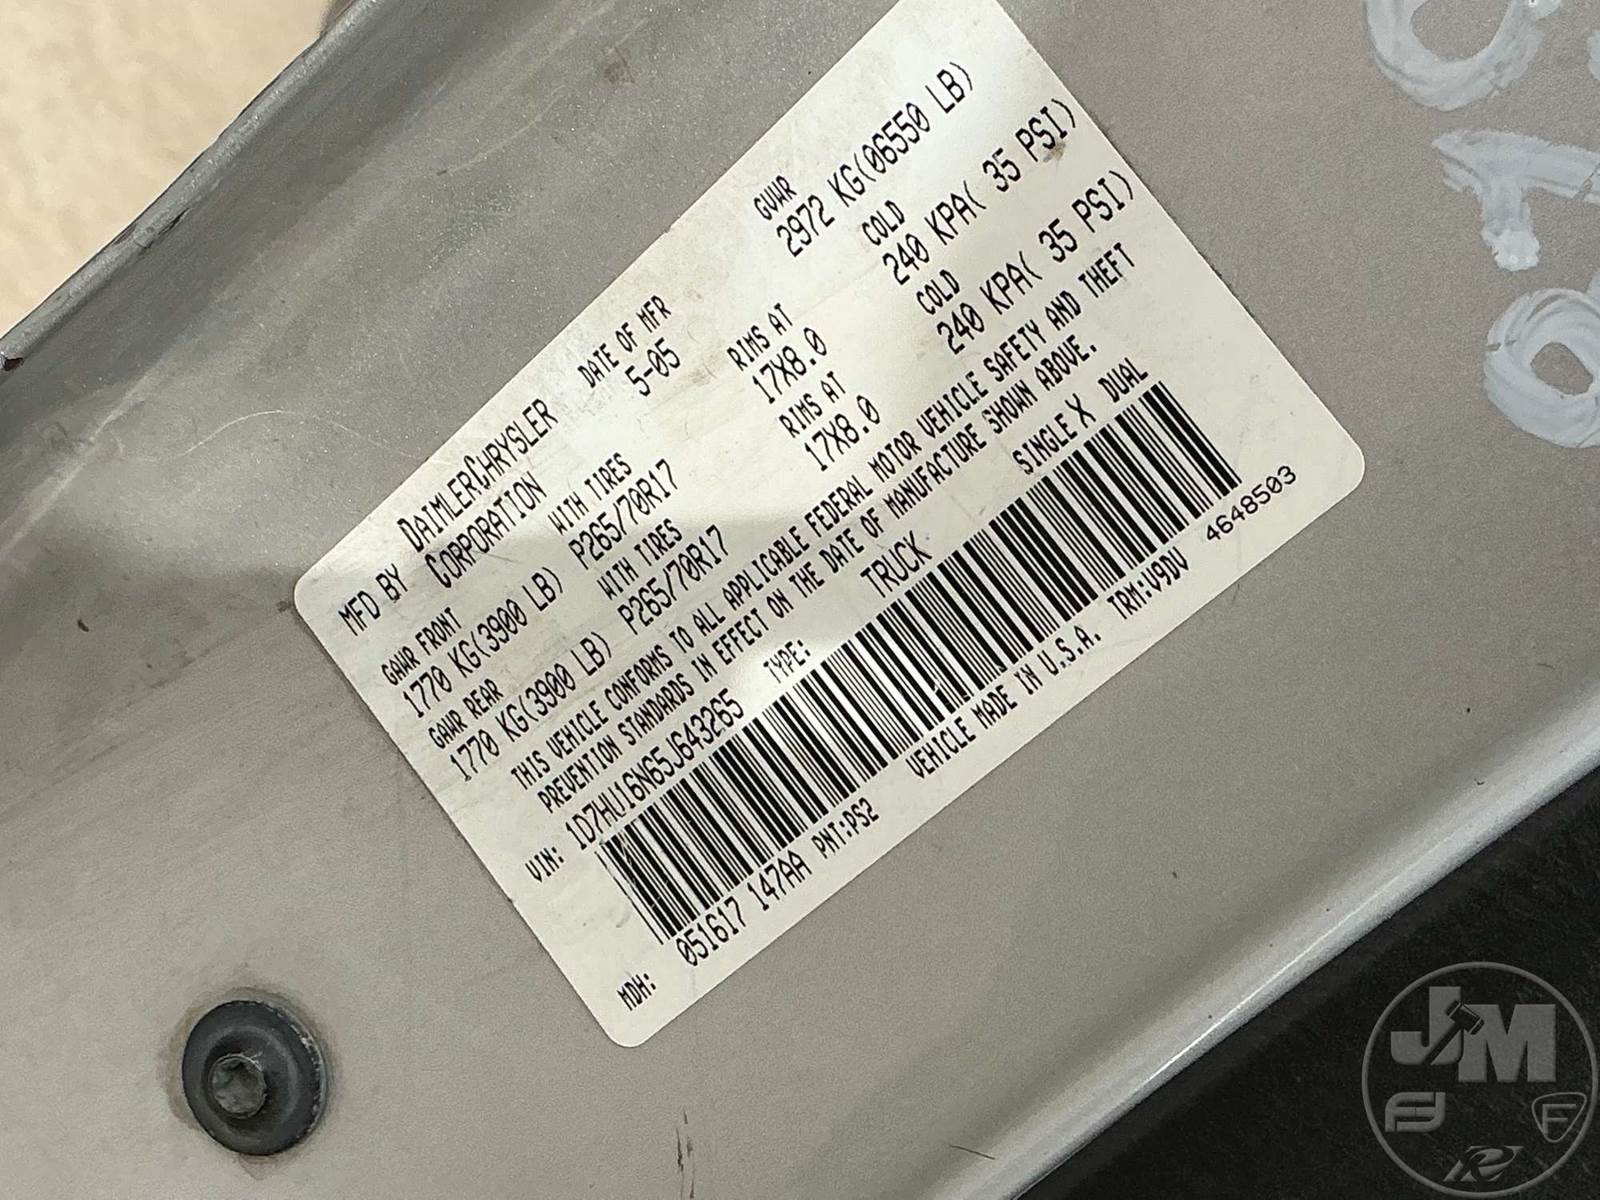 MFD BY DAIMLERCHRYSLER CORPORATION DATE OF MFR 5-05 GVWR 2972 KG(06550 LB)
GAWR FRONT WITH TIRES RIMS AT COLD
1770 KG(3900 LB) P265/70R17 17X8.0 240 KPA( 35 PSI)
GAWR REAR WITH TIRES RIMS AT COLD
1770 KG(3900 LB) P265/70R17 17X8.0 240 KPA( 35 PSI)
THIS VEHICLE CONFORMS TO ALL APPLICABLE FEDERAL MOTOR VEHICLE SAFETY AND THEFT
PREVENTION STANDARDS IN EFFECT ON THE DATE OF MANUFACTURE SHOWN ABOVE.
VIN: 1D7HU16N65J643265 TYPE: TRUCK SINGLE X DUAL
MDH: 051617 147AA PNT:PS2 VEHICLE MADE IN U.S.A. TRM:V9DV 4648503
JM